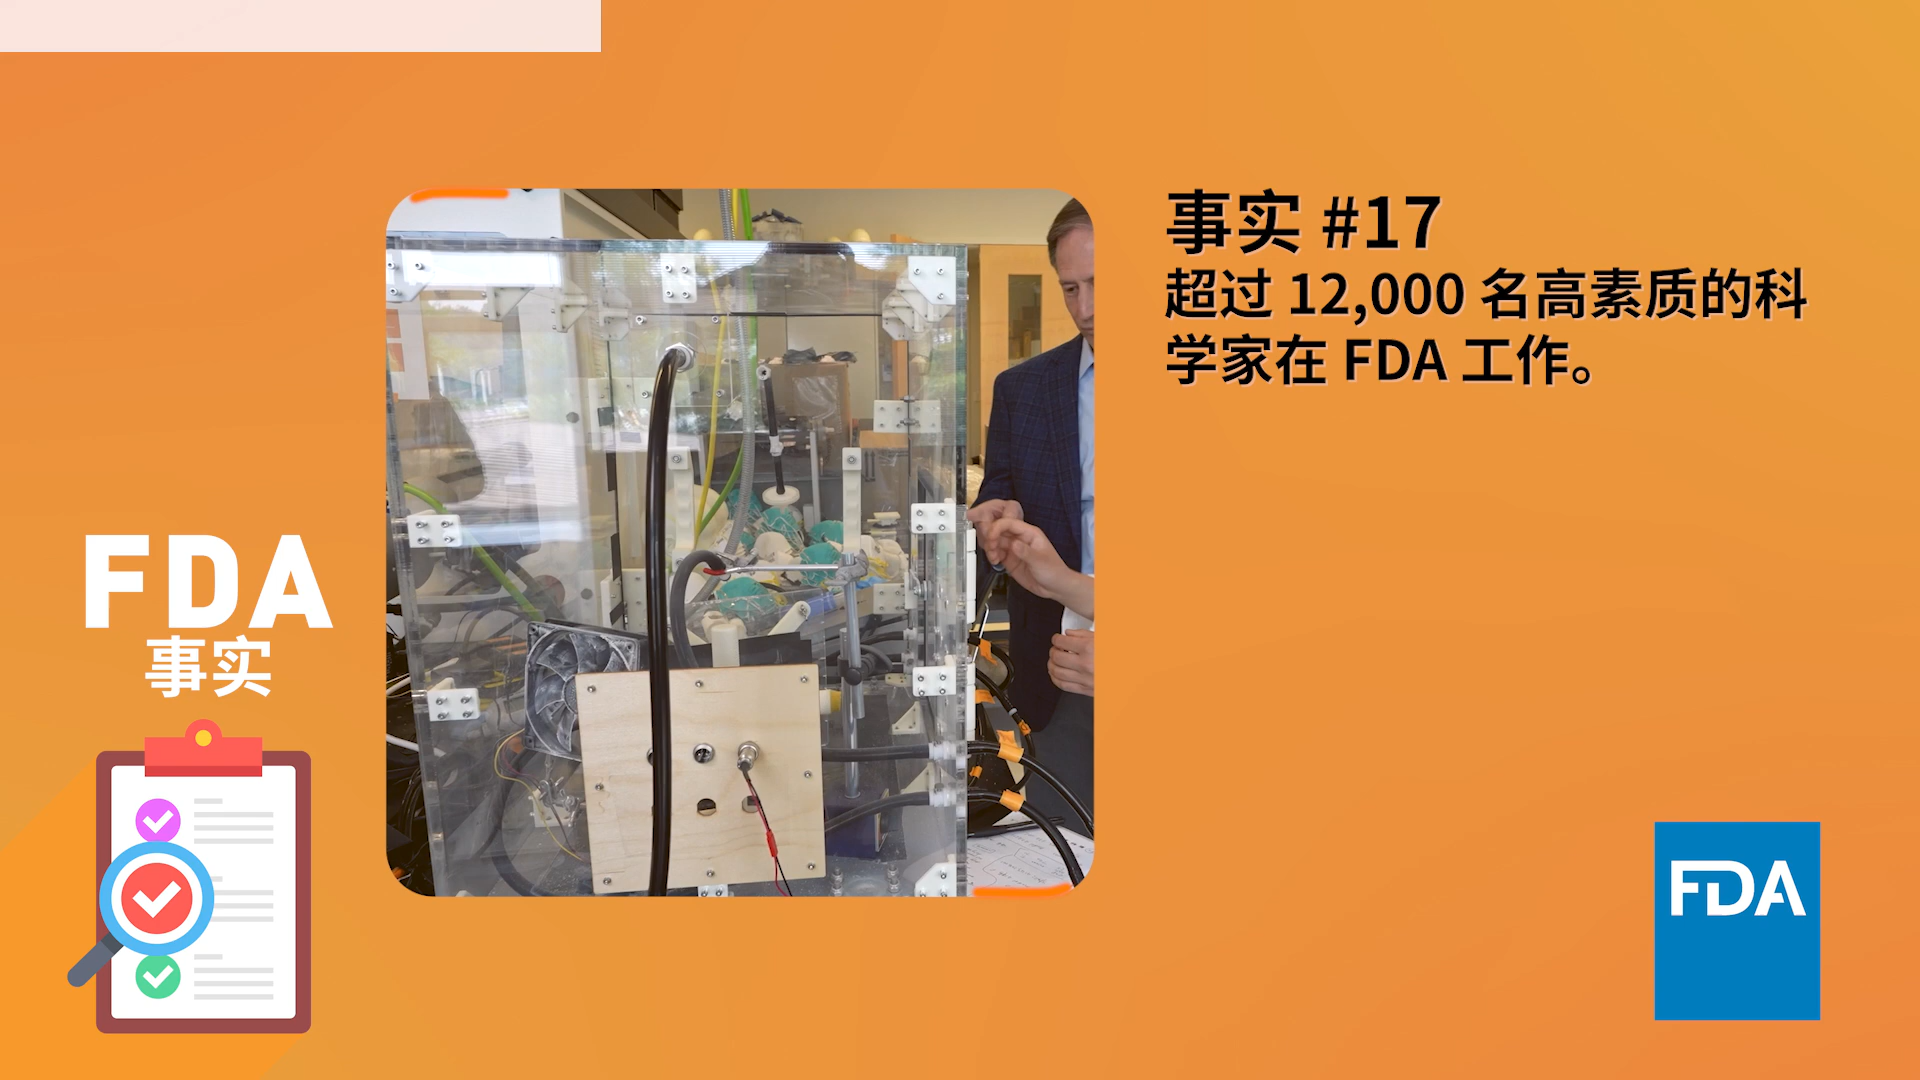 事实 #17
超过 12,000 名高素质的科
学家在 FDA 工作。
FDA
事实
FDA